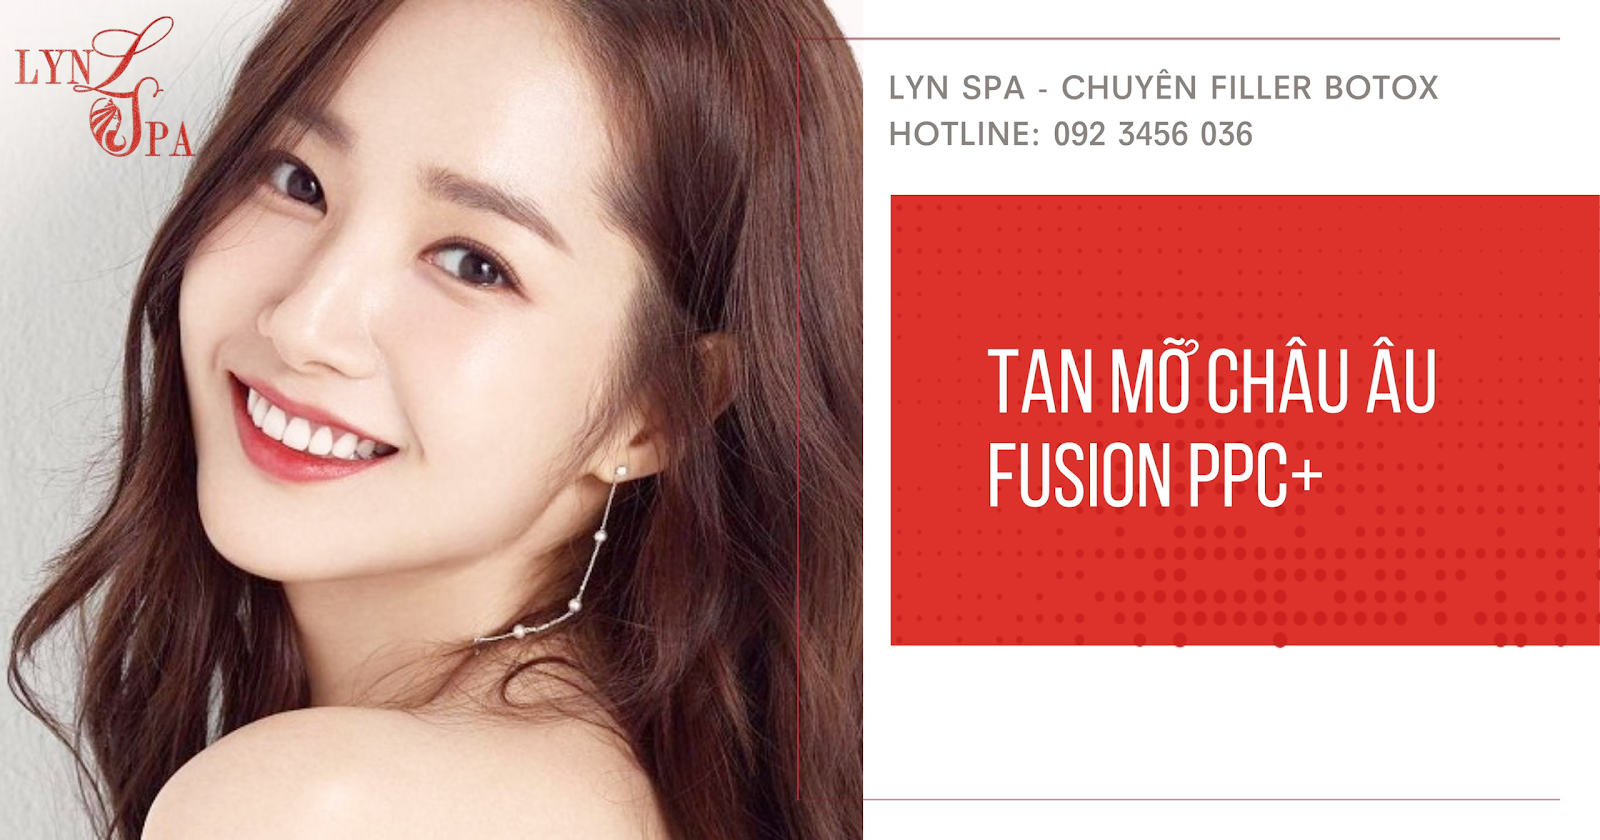 LYN L
SPA
LYN SPA - CHUYÊN FILLER BOTOX
HOTLINE: 092 3456 036
TAN MỠ CHÂU ÂU
FUSION PPC+